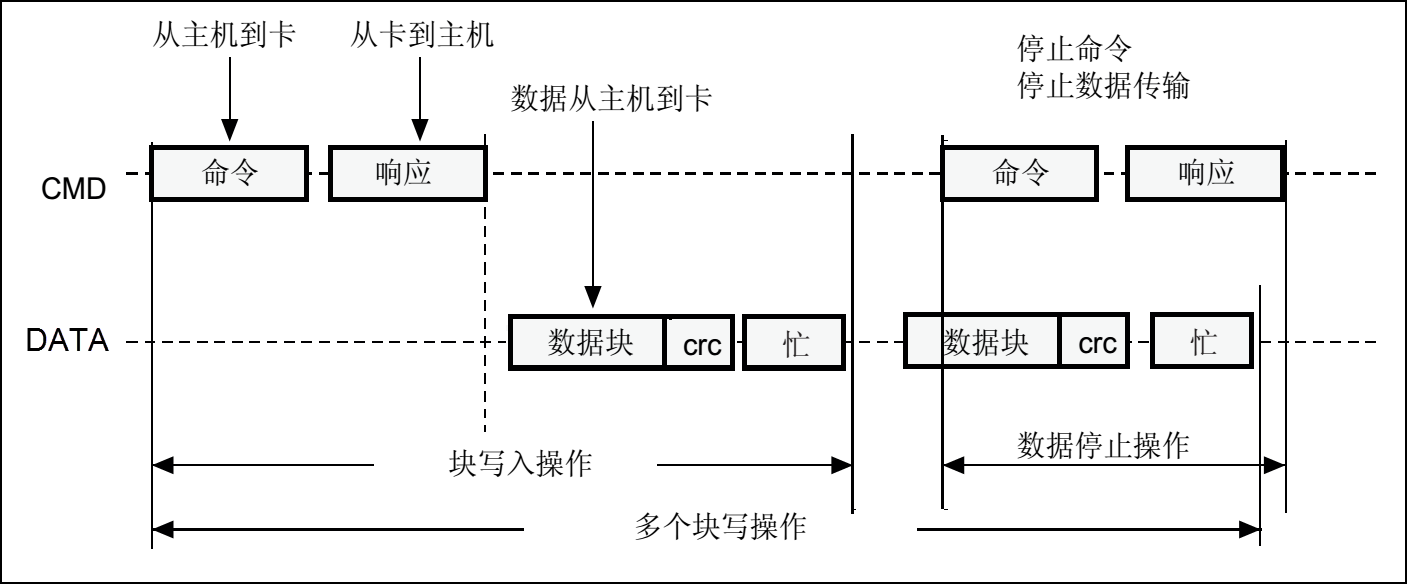 从主机到卡
从卡到主机
停止命令
停止数据传输
数据从主机到卡
CMD
命令
响应
命令
响应
DATA
数据块
crc
忙
数据块
crc
忙
块写入操作
数据停止操作
多个块写操作